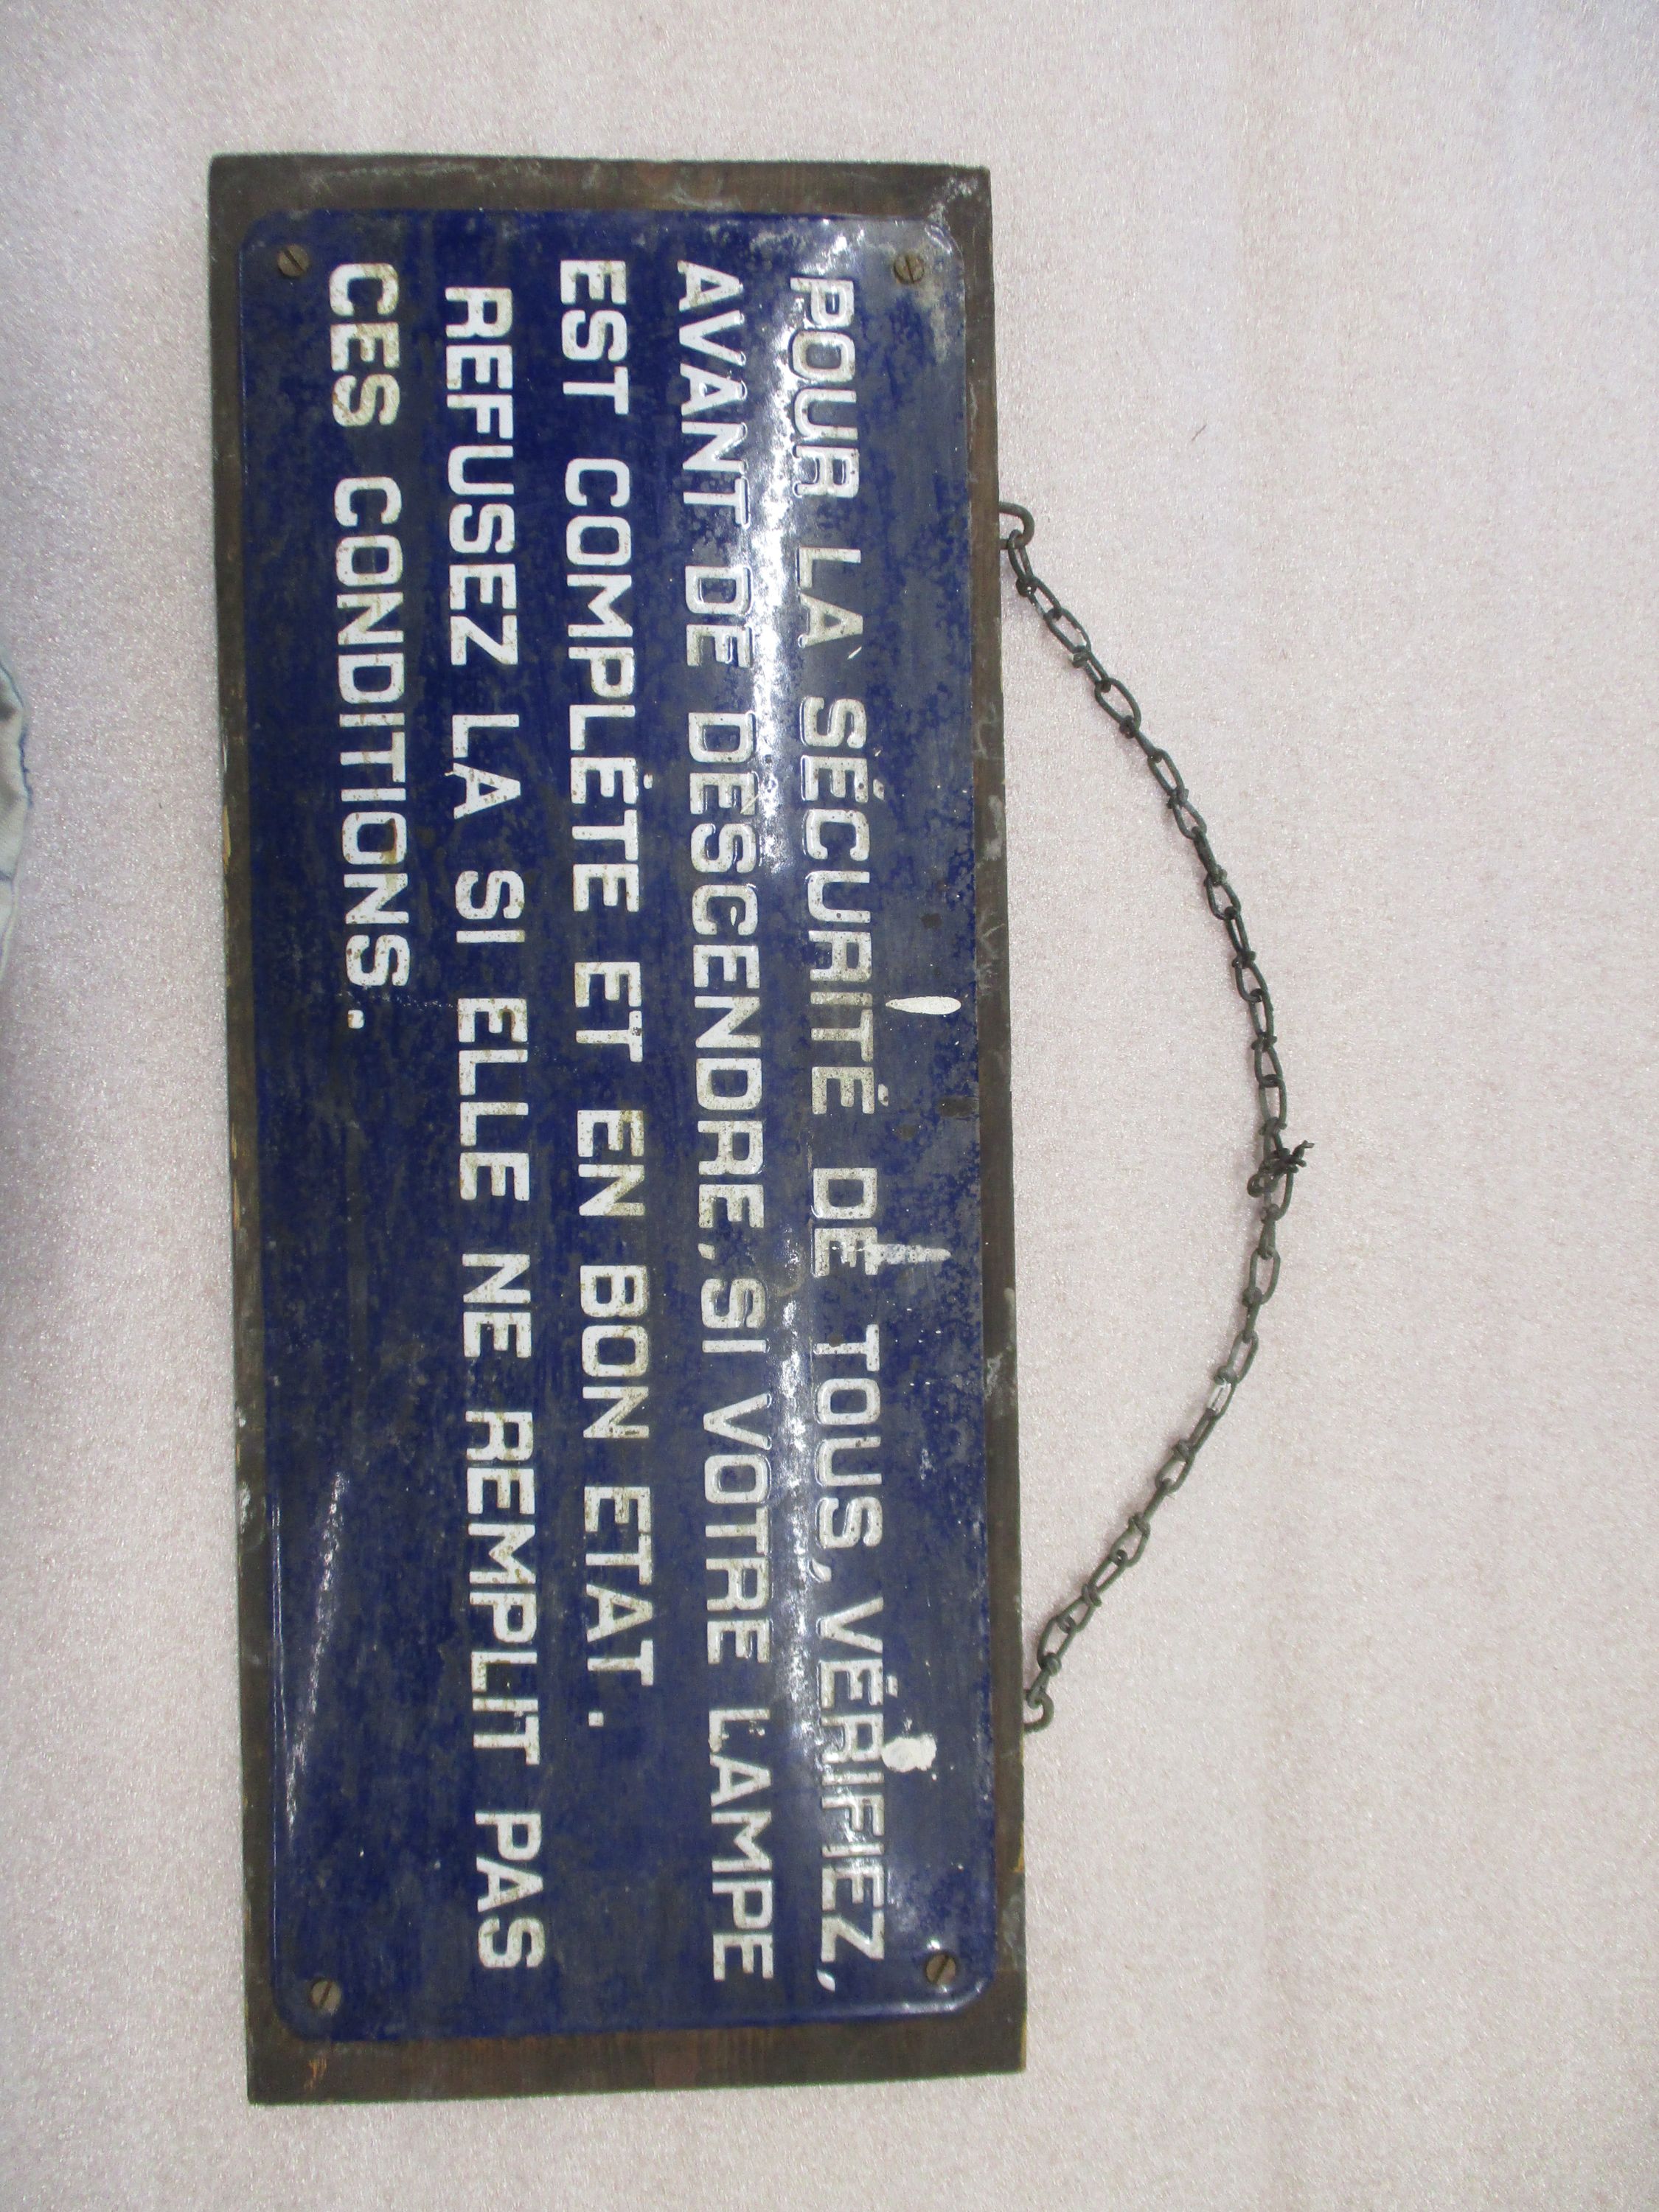 POUR LA SÉCURITÉ DE TOUS, VÉRIFIEZ,
AVANT DE DESCENDRE, SI VOTRE LAMPE
EST COMPLÈTE ET EN BON ETAT.
REFUSEZ LA SI ELLE NE REMPLIT PAS
CES CONDITIONS.